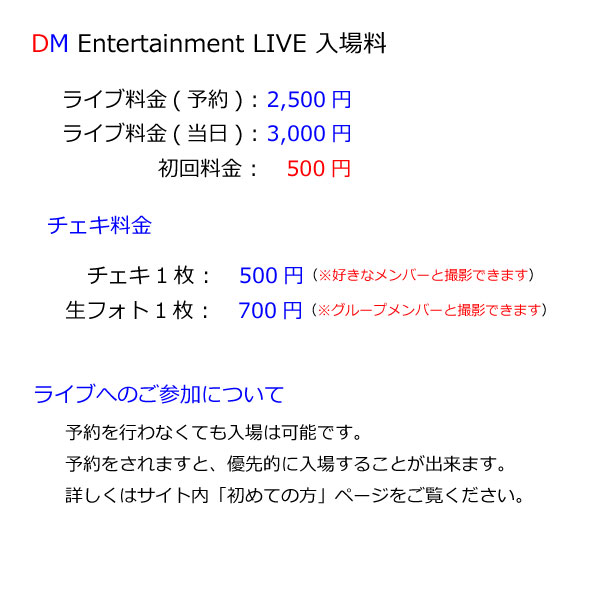 DM Entertainment LIVE 入場料
ライブ料金 ( 予約 ) : 2,500 円
ライブ料金 ( 当日 ) : 3,000 円
初回料金 : 500 円
チェキ料金
チェキ 1 枚 : 500 円 (※好きなメンバーと撮影できます)
生フォト 1 枚 : 700 円 (※グループメンバーと撮影できます)
ライブへのご参加について
予約を行わなくても入場は可能です。
予約をされますと、優先的に入場することが出来ます。
詳しくはサイト内「初めての方」ページをご覧ください。